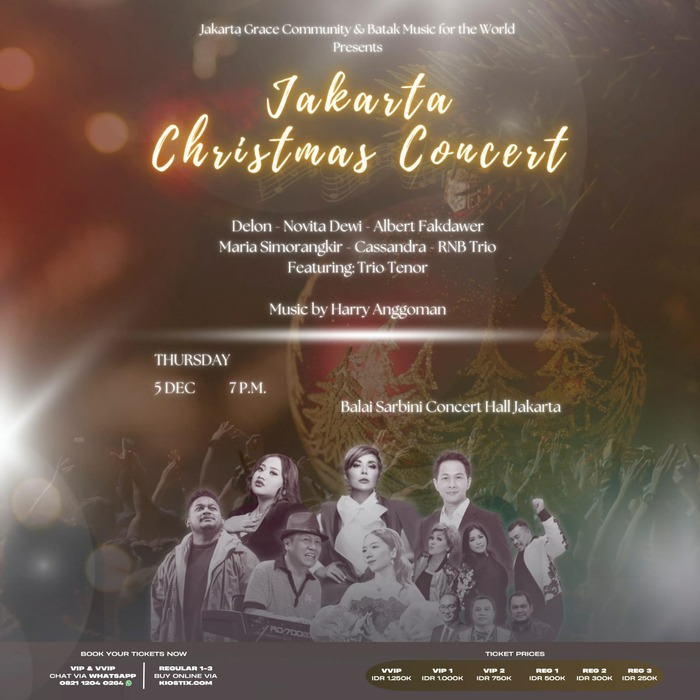 Jakarta Grace Community & Batak Music for the World
Presents
Jakarta
Christmas Concert
Delon - Novita Dewi - Albert Fakdawer
Maria Simorangkir - Cassandra - RNB Trio
Featuring: Trio Tenor
Music by Harry Anggoman
THURSDAY
5 DEC 7 P.M.
Balai Sarbini Concert Hall Jakarta
BOOK YOUR TICKETS NOW
VIP & VVIP
CHAT VIA WHATSAPP
0821 1204 0264
REGULAR 1-3
BUY ONLINE VIA
KIOSTIX.COM
TICKET PRICES
VVIP VIP 1 VIP 2 REG 1 REG 2 REG 3
IDR 1.250K IDR 1.000K IDR 750K IDR 500K IDR 300K IDR 250K